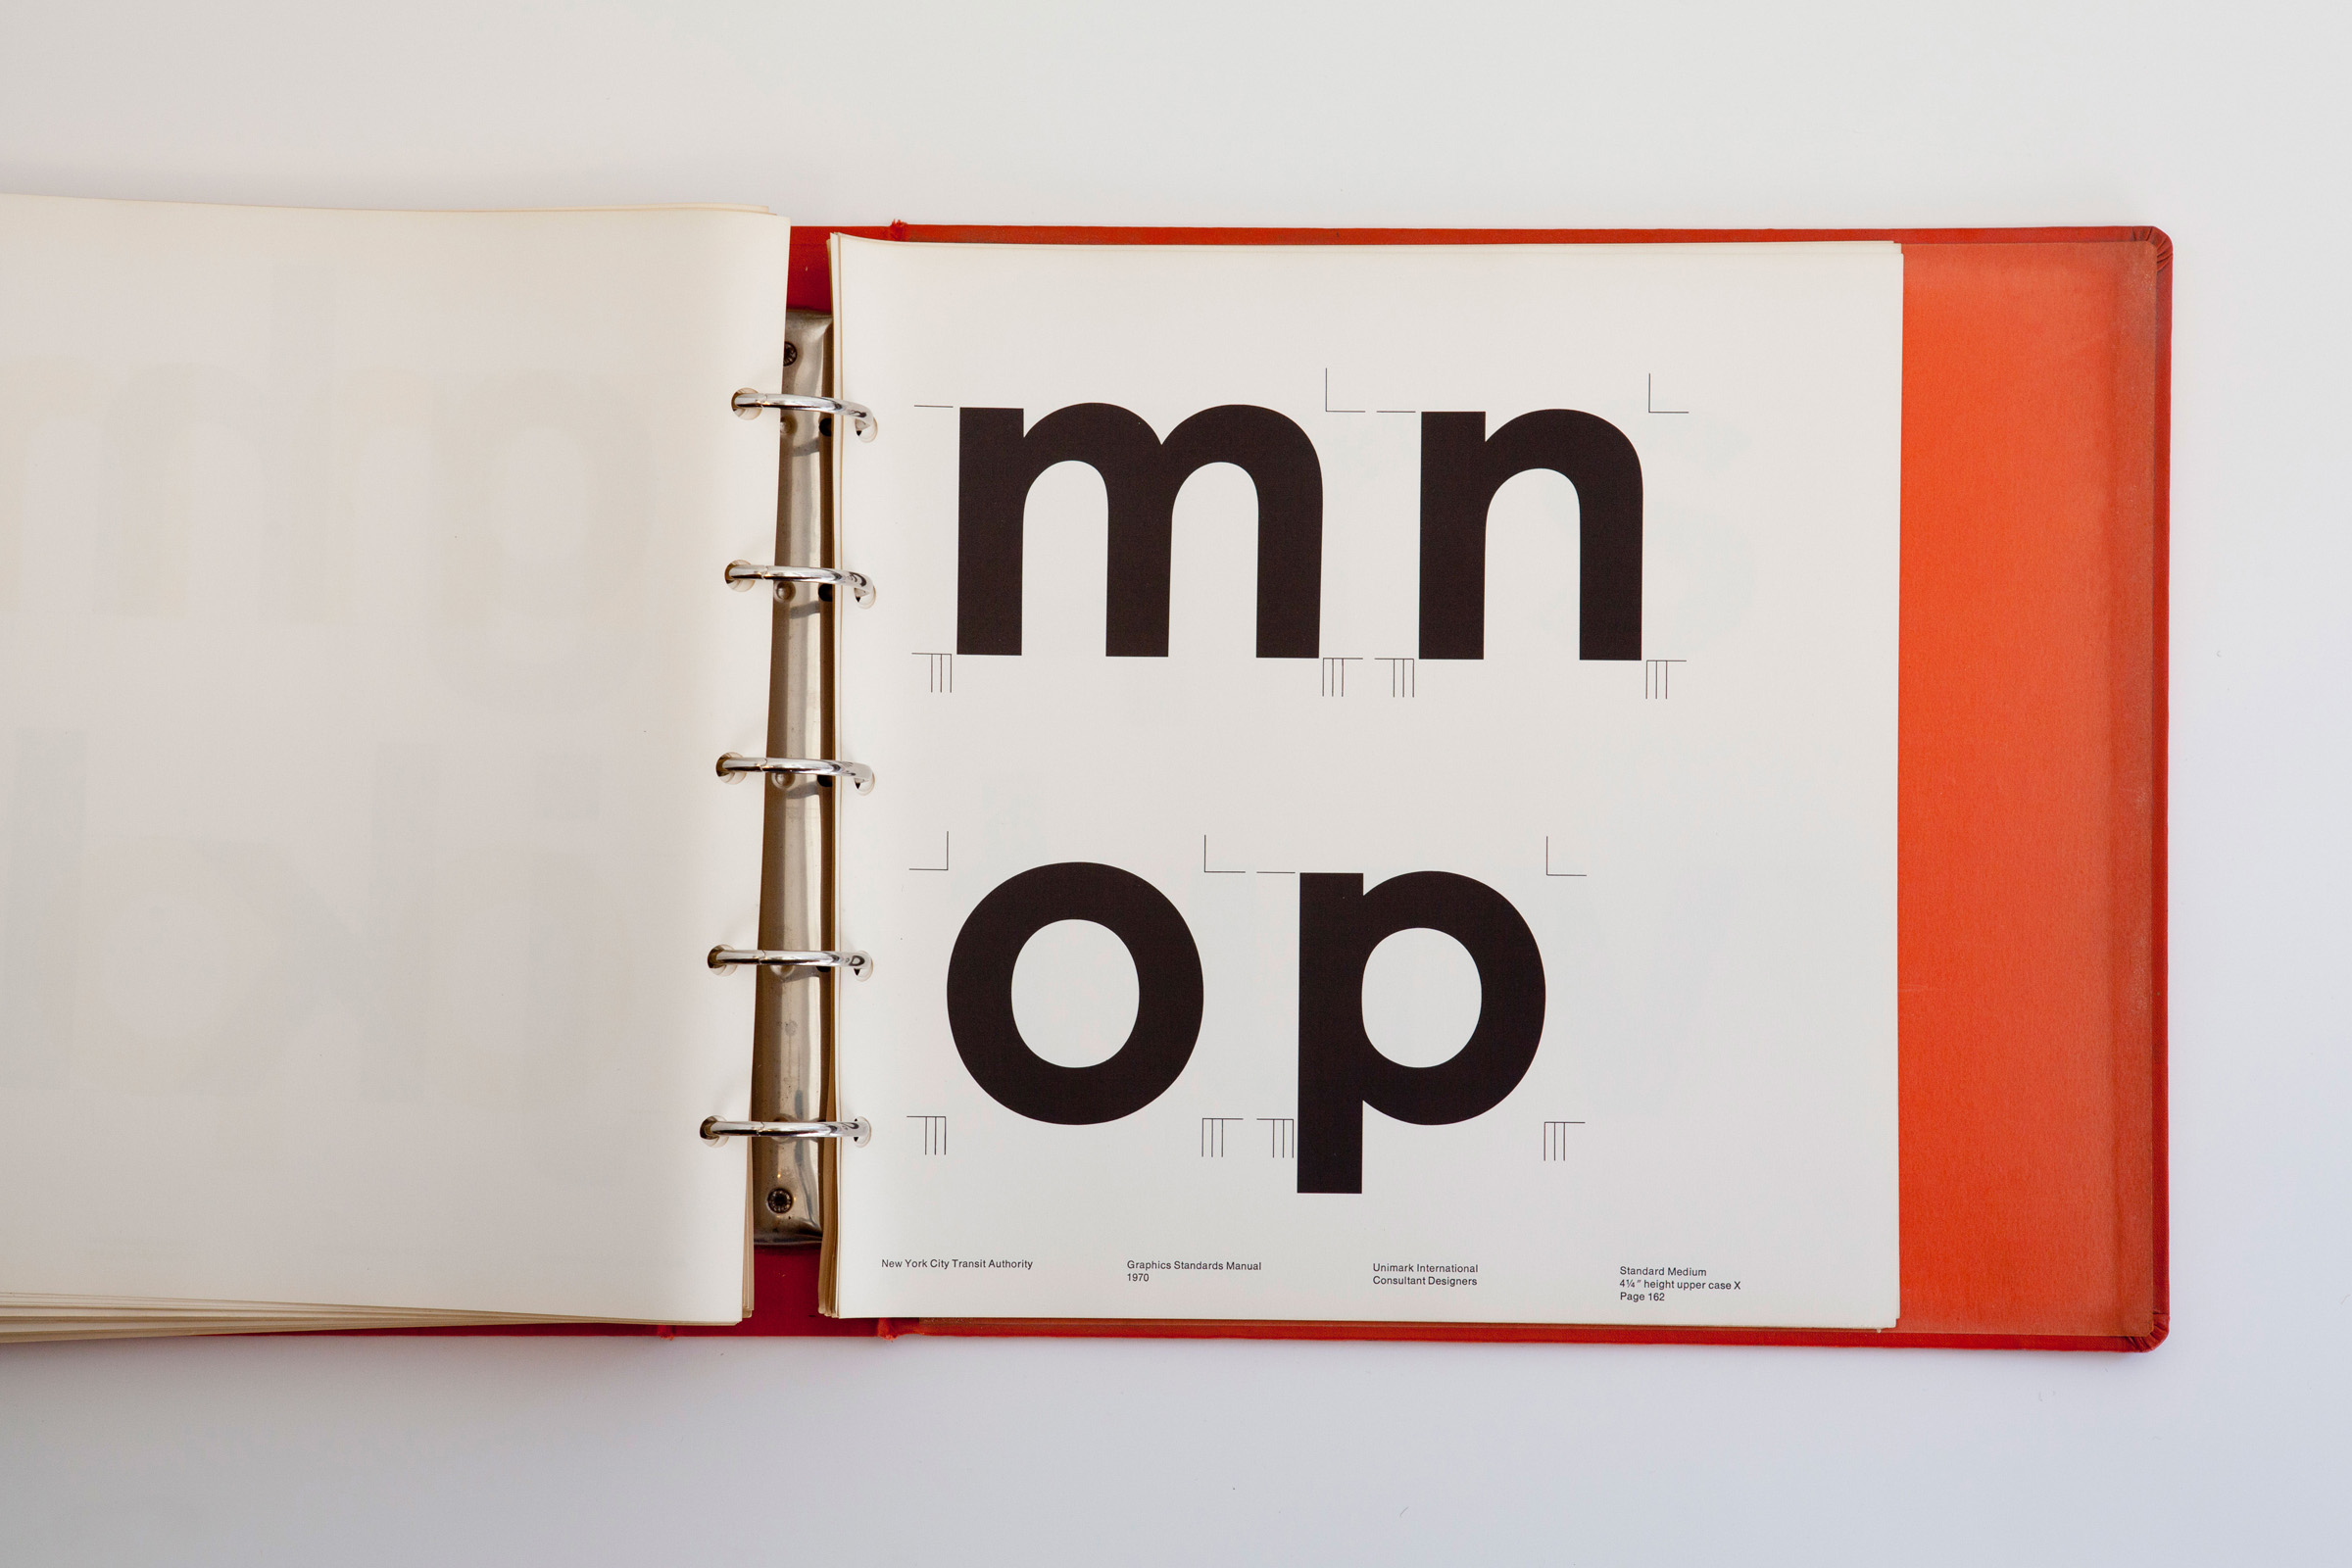 mn
op
New York City Transit Authority
Graphics Standards Manual
1970
Unimark International
Consultant Designers
Standard Medium
4¼" height upper case X
Page 162